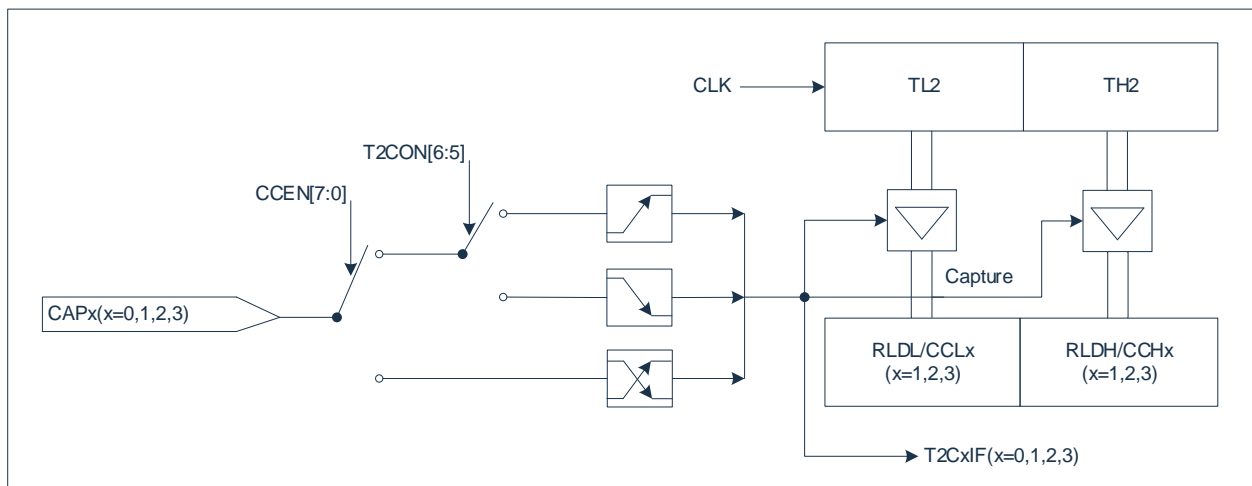 CLK
TL2
TH2
T2CON[6:5]
CCEN[7:0]
Capture
CAPx(x=0,1,2,3)
RLDL/CCLx
(x=1,2,3)
RLDH/CCHx
(x=1,2,3)
T2CxIF(x=0,1,2,3)